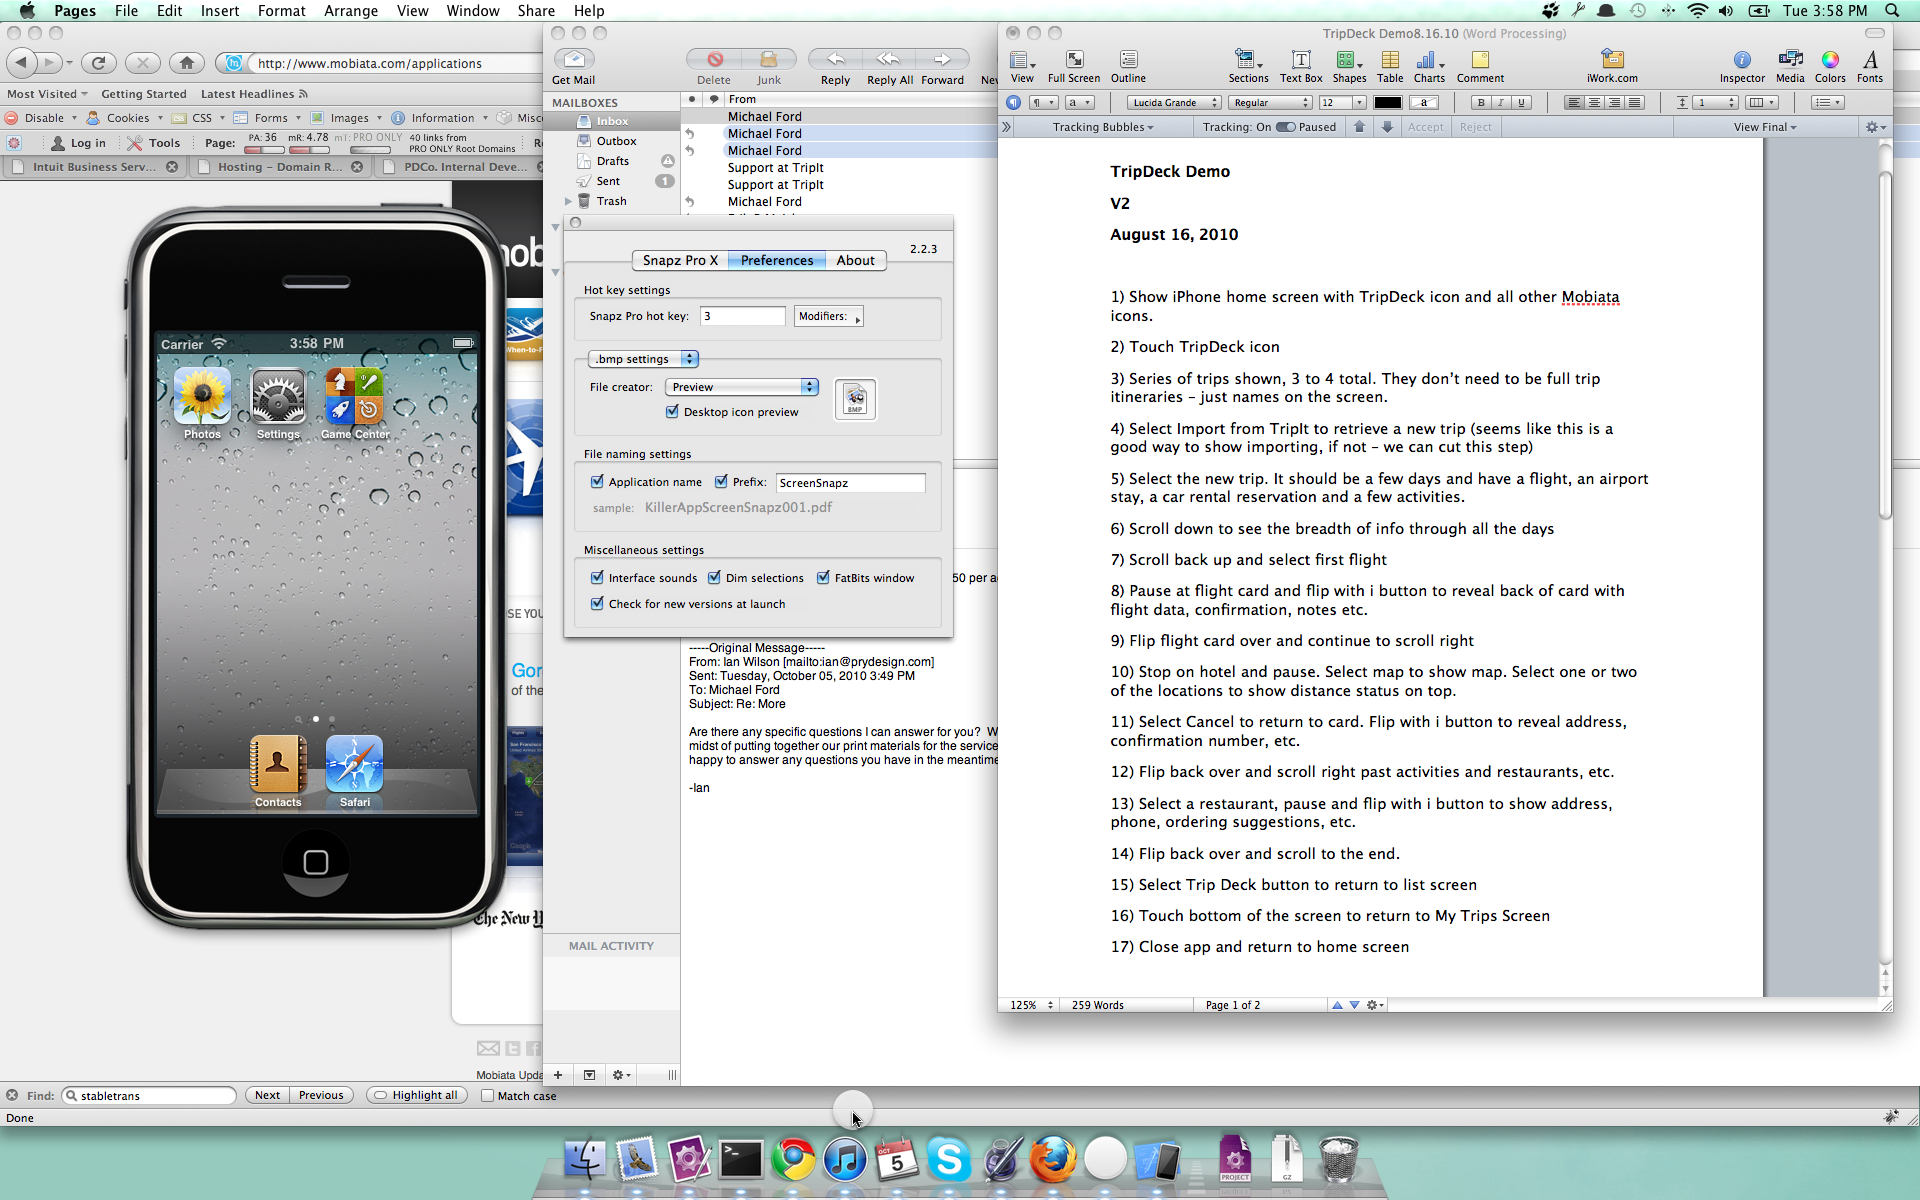 Pages File Edit Insert Format Arrange View Window Share Help
Tue 3:58 PM
http://www.mobiata.com/applications
Most Visited Getting Started Latest Headlines
Disable Cookies CSS Forms Images Information Misc
Log in Tools Page: PA: 36 mR: 4.78 mT: PRO ONLY 40 links from
PRO ONLY Root Domains
Intuit Business Serv... Hosting – Domain R... PDCo. Internal Deve...
Carrier 3:58 PM
Photos Settings Game Center
Contacts Safari
When-to-F
SE YOU
Gor
of the
The New Y
Mobiata Upda
Find: stabletrans Next Previous Highlight all Match case
Done
Get Mail Delete Junk Reply Reply All Forward
MAILBOXES
Inbox
Outbox
Drafts
Sent 1
Trash
From
Michael Ford
Michael Ford
Michael Ford
Support at TripIt
Support at TripIt
Michael Ford
2.2.3
Snapz Pro X Preferences About
Hot key settings
Snapz Pro hot key: 3 Modifiers:
.bmp settings
File creator: Preview
BMP
Desktop icon preview
File naming settings
Application name Prefix: ScreenSnapz
sample: KillerAppScreenSnapz001.pdf
Miscellaneous settings
Interface sounds Dim selections FatBits window
Check for new versions at launch
50 per a
-----Original Message-----
From: Ian Wilson [mailto:ian@prydesign.com]
Sent: Tuesday, October 05, 2010 3:49 PM
To: Michael Ford
Subject: Re: More
Are there any specific questions I can answer for you? W
midst of putting together our print materials for the service
happy to answer any questions you have in the meantime
-Ian
MAIL ACTIVITY
TripDeck Demo8.16.10 (Word Processing)
View Full Screen Outline Sections Text Box Shapes Table Charts Comment iWork.com Inspector Media Colors Fonts
Lucida Grande Regular 12 a B I U 1
Tracking Bubbles Tracking: On Paused Accept Reject View Final
TripDeck Demo
V2
August 16, 2010
1) Show iPhone home screen with TripDeck icon and all other Mobiata
icons.
2) Touch TripDeck icon
3) Series of trips shown, 3 to 4 total. They don’t need to be full trip
itineraries – just names on the screen.
4) Select Import from TripIt to retrieve a new trip (seems like this is a
good way to show importing, if not – we can cut this step)
5) Select the new trip. It should be a few days and have a flight, an airport
stay, a car rental reservation and a few activities.
6) Scroll down to see the breadth of info through all the days
7) Scroll back up and select first flight
8) Pause at flight card and flip with i button to reveal back of card with
flight data, confirmation, notes etc.
9) Flip flight card over and continue to scroll right
10) Stop on hotel and pause. Select map to show map. Select one or two
of the locations to show distance status on top.
11) Select Cancel to return to card. Flip with i button to reveal address,
confirmation number, etc.
12) Flip back over and scroll right past activities and restaurants, etc.
13) Select a restaurant, pause and flip with i button to show address,
phone, ordering suggestions, etc.
14) Flip back over and scroll to the end.
15) Select Trip Deck button to return to list screen
16) Touch bottom of the screen to return to My Trips Screen
17) Close app and return to home screen
125% 259 Words Page 1 of 2
OCT
5
PROJECT
GZ